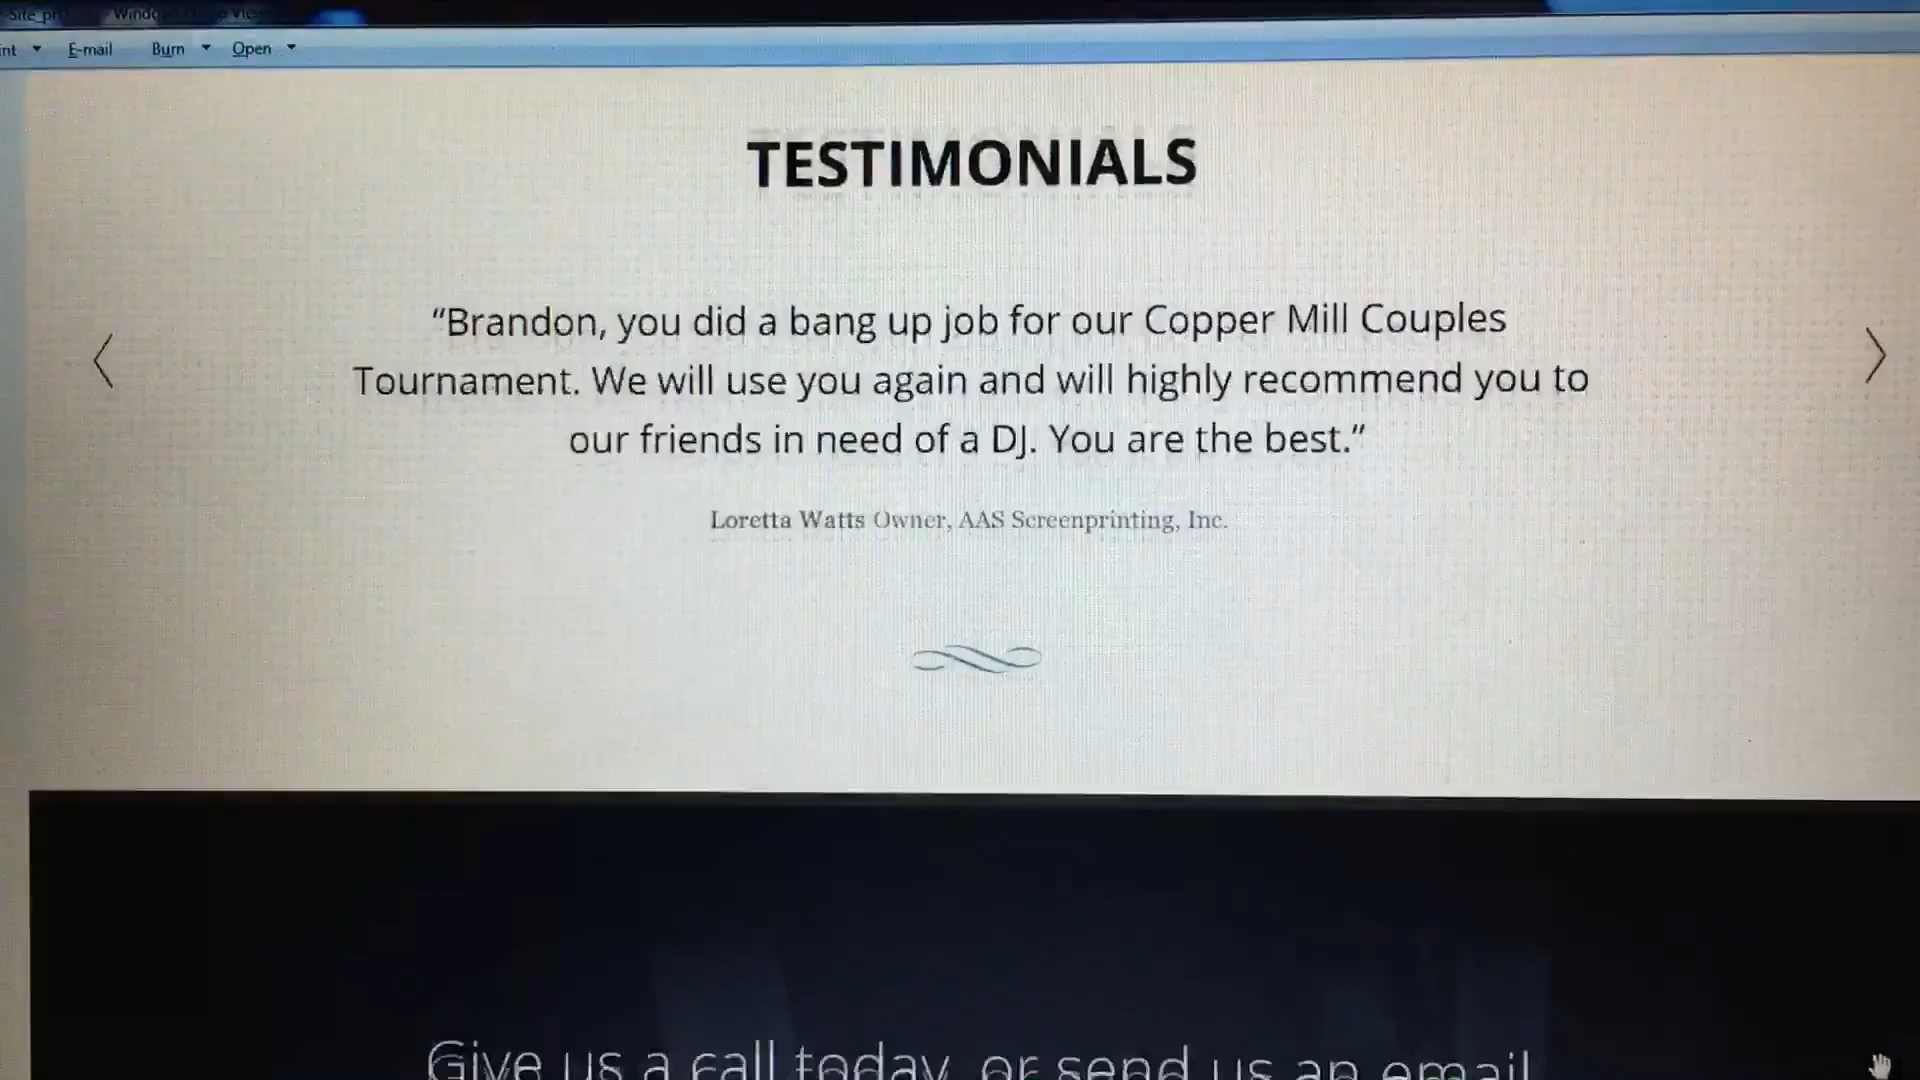 E-mail Burn Open
TESTIMONIALS
“Brandon, you did a bang up job for our Copper Mill Couples
Tournament. We will use you again and will highly recommend you to
our friends in need of a DJ. You are the best.”
Loretta Watts Owner, AAS Screenprinting, Inc.
Give us a call today, or send us an email